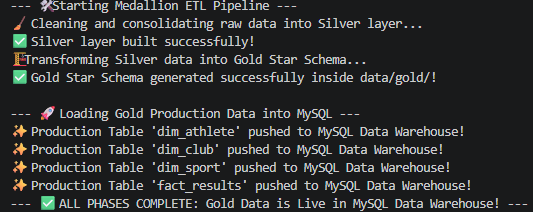 --- 🛠Starting Medallion ETL Pipeline ---
🧹 Cleaning and consolidating raw data into Silver layer...
✅ Silver layer built successfully!
🏗Transforming Silver data into Gold Star Schema...
✅ Gold Star Schema generated successfully inside data/gold/!
--- 🚀 Loading Gold Production Data into MySQL ---
✨ Production Table 'dim_athlete' pushed to MySQL Data Warehouse!
✨ Production Table 'dim_club' pushed to MySQL Data Warehouse!
✨ Production Table 'dim_sport' pushed to MySQL Data Warehouse!
✨ Production Table 'fact_results' pushed to MySQL Data Warehouse!
--- ✅ ALL PHASES COMPLETE: Gold Data is Live in MySQL Data Warehouse! ---